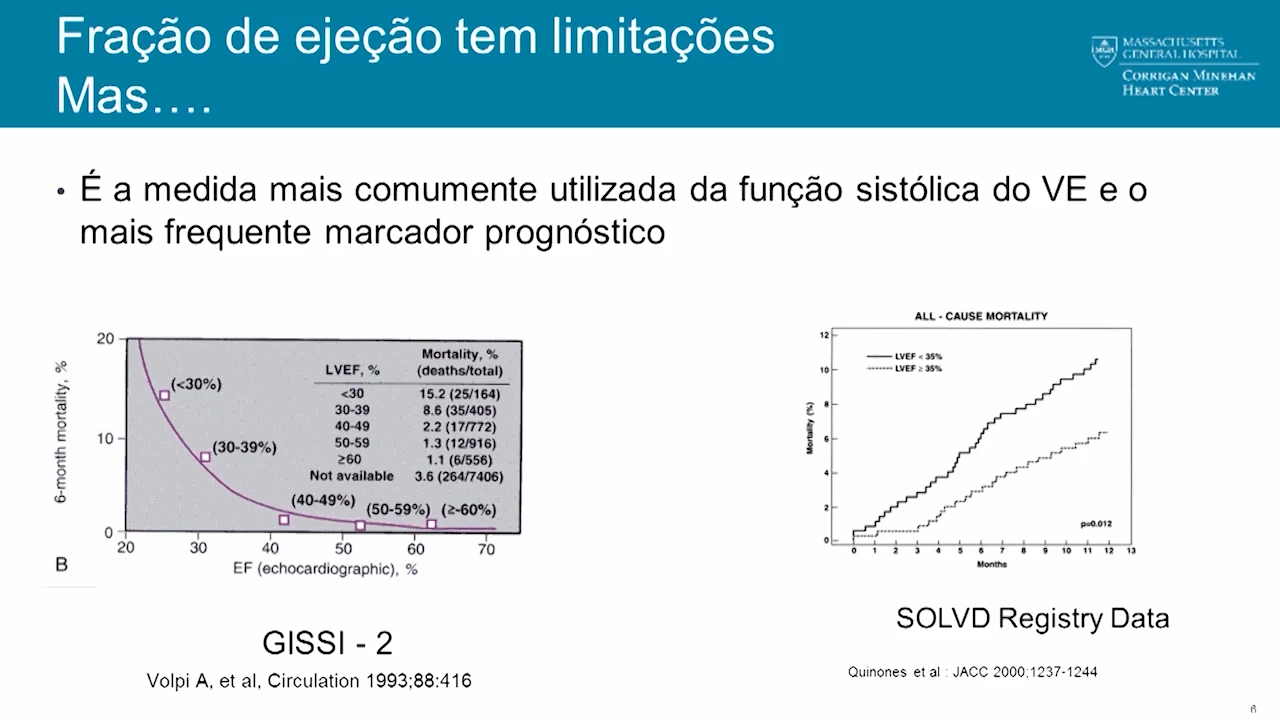 Fração de ejeção tem limitações
Mas....
MASSACHUSETTS
GENERAL HOSPITAL
CORRIGAN MINEHAN
HEART CENTER
• É a medida mais comumente utilizada da função sistólica do VE e o
mais frequente marcador prognóstico
6-month mortality, %
20
10
0
20 30 40 50 60 70
EF (echocardiographic), %
B
(<30%)
(30-39%)
(40-49%)
(50-59%)
(≥-60%)
LVEF, % Mortality, % (deaths/total)
<30 15.2 (25/164)
30-39 8.6 (35/405)
40-49 2.2 (17/772)
50-59 1.3 (12/916)
≥60 1.1 (6/556)
Not available 3.6 (264/7406)
GISSI - 2
Volpi A, et al, Circulation 1993;88:416
ALL - CAUSE MORTALITY
LVEF < 35%
LVEF ≥ 35%
Mortality (%)
12
10
8
6
4
2
0
0 1 2 3 4 5 6 7 8 9 10 11 12 13
Months
p=0.012
SOLVD Registry Data
Quinones et al : JACC 2000;1237-1244
6